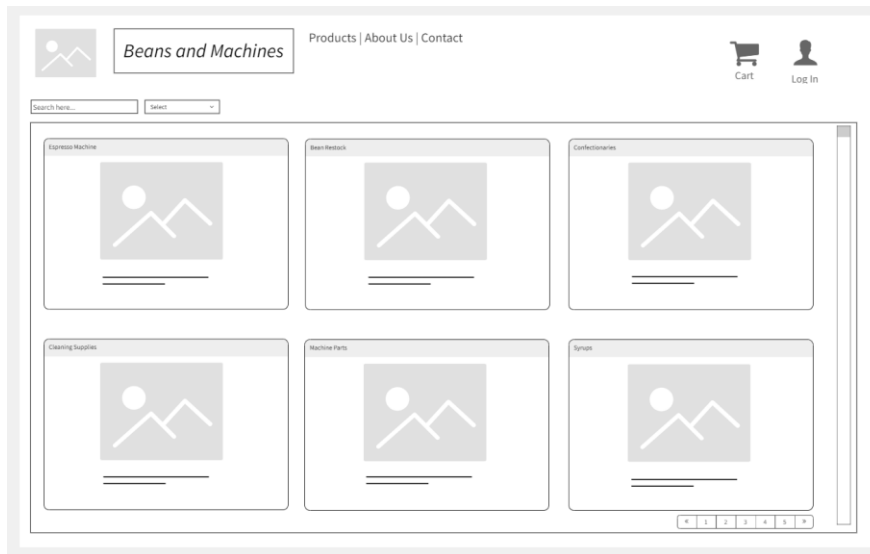 Beans and Machines
Products | About Us | Contact
Cart
Log In
Search here...
Select
Espresso Machine
Bean Restock
Confectionaries
Cleaning Supplies
Machine Parts
Syrups
« 1 2 3 4 5 »